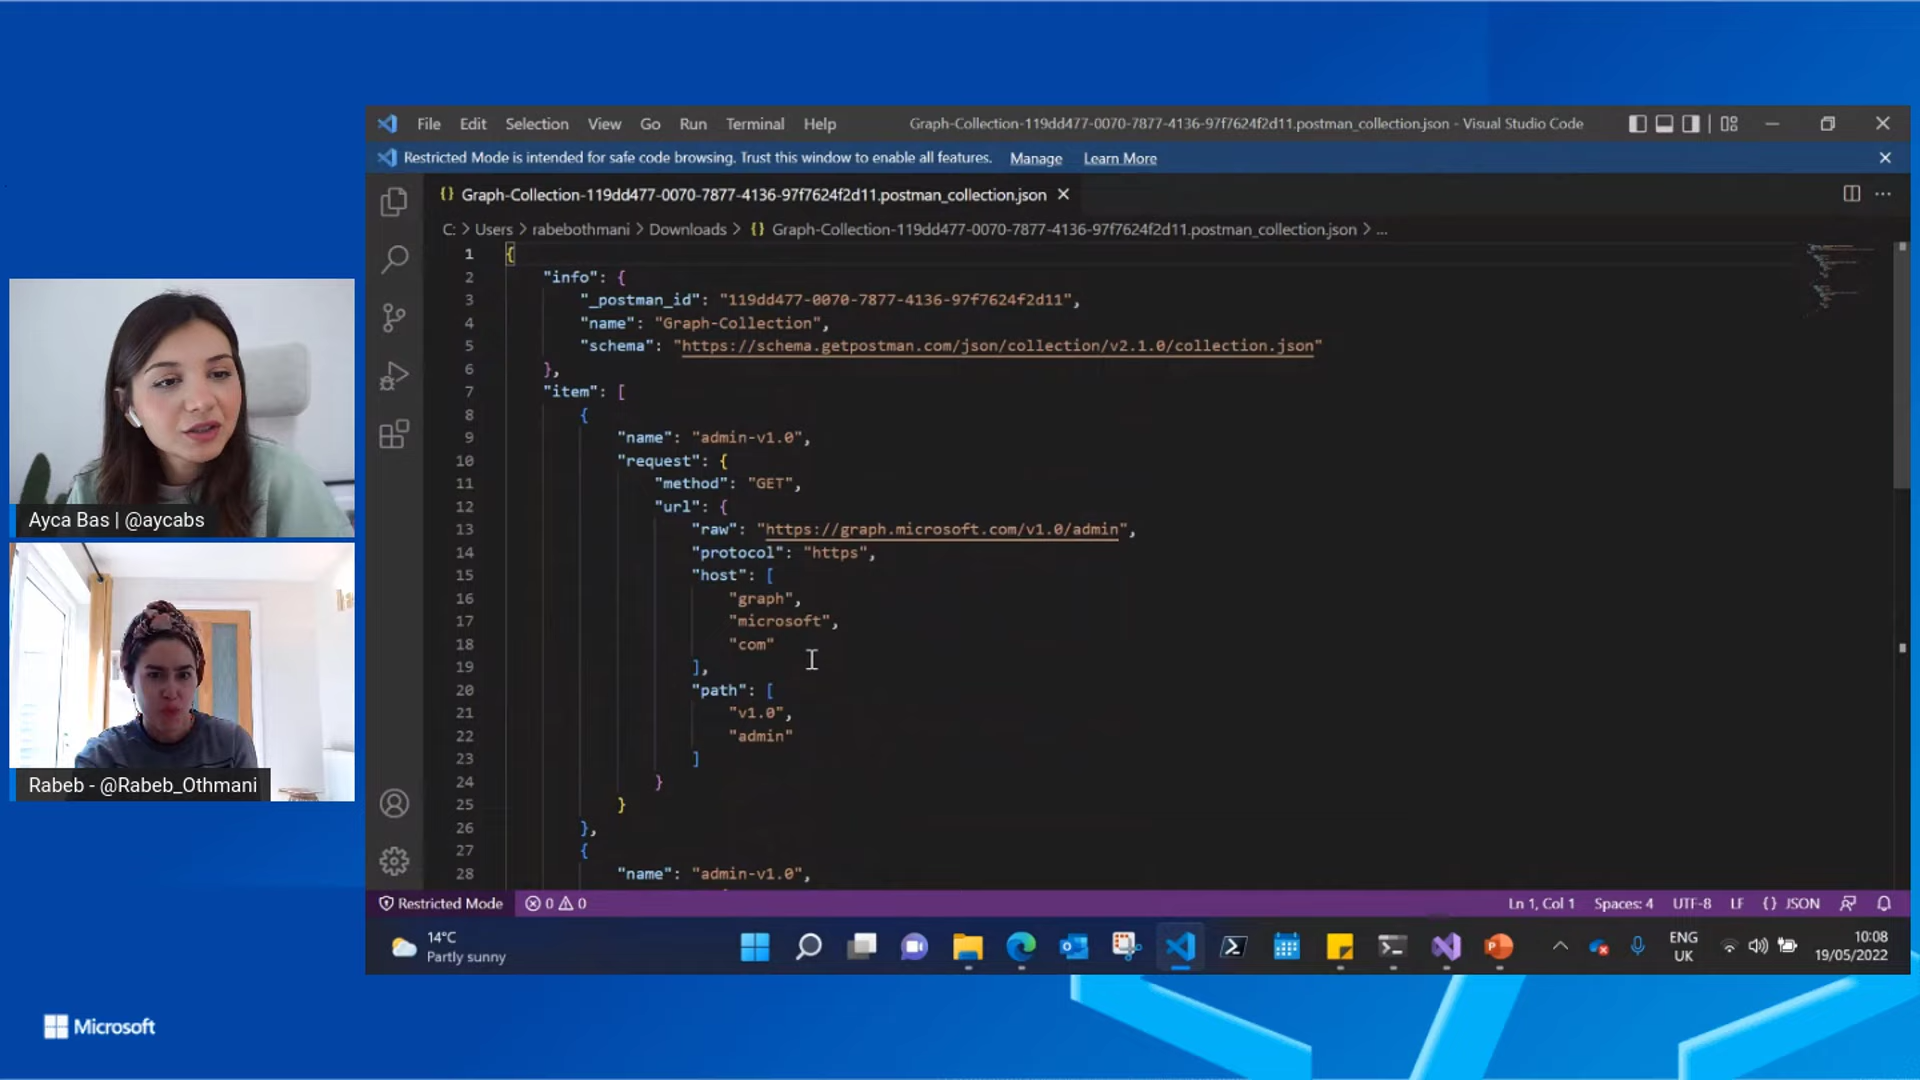 File Edit Selection View Go Run Terminal Help Graph-Collection-119dd477-0070-7877-4136-97f7624f2d11.postman_collection.json - Visual Studio Code
Restricted Mode is intended for safe code browsing. Trust this window to enable all features. Manage Learn More
{} Graph-Collection-119dd477-0070-7877-4136-97f7624f2d11.postman_collection.json
C: > Users > rabebothmani > Downloads > {} Graph-Collection-119dd477-0070-7877-4136-97f7624f2d11.postman_collection.json > ...
1 {
2 "info": {
3 "_postman_id": "119dd477-0070-7877-4136-97f7624f2d11",
4 "name": "Graph-Collection",
5 "schema": "https://schema.getpostman.com/json/collection/v2.1.0/collection.json"
6 },
7 "item": [
8 {
9 "name": "admin-v1.0",
10 "request": {
11 "method": "GET",
12 "url": {
13 "raw": "https://graph.microsoft.com/v1.0/admin",
14 "protocol": "https",
15 "host": [
16 "graph",
17 "microsoft",
18 "com"
19 ],
20 "path": [
21 "v1.0",
22 "admin"
23 ]
24 }
25 }
26 },
27 {
28 "name": "admin-v1.0",
Restricted Mode 0 0 Ln 1, Col 1 Spaces: 4 UTF-8 LF {} JSON
14°C
Partly sunny
ENG
UK
10:08
19/05/2022
Ayca Bas | @aycabs
Rabeb - @Rabeb_Othmani
Microsoft